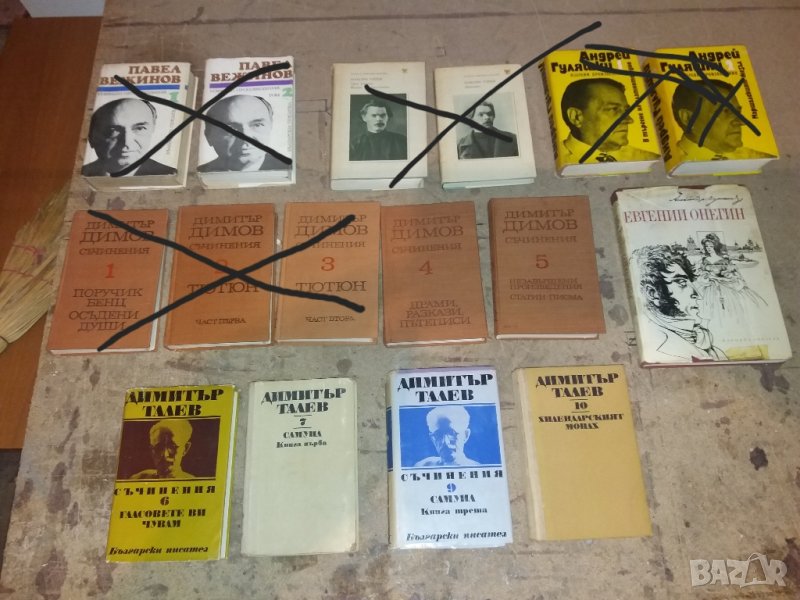 ПАВЕЛ
ВЕЖИНОВ
1
ПАВЕЛ
ВЕЖИНОВ
2
Андрей
Гуляшки
Андрей
Гуляшки
ДИМИТЪР
ДИМОВ
СЪЧИНЕНИЯ
1
ПОРУЧИК
БЕНЦ
ОСЪДЕНИ
ДУШИ
ДИМИТЪР
ДИМОВ
СЪЧИНЕНИЯ
2
ТЮТЮН
ЧАСТ ПЪРВА
ДИМИТЪР
ДИМОВ
СЪЧИНЕНИЯ
3
ТЮТЮН
ЧАСТ ВТОРА
ДИМИТЪР
ДИМОВ
СЪЧИНЕНИЯ
4
ДРАМИ,
РАЗКАЗИ,
ПЪТЕПИСИ
ДИМИТЪР
ДИМОВ
СЪЧИНЕНИЯ
5
НЕЗАВЪРШЕНИ
ПРОИЗВЕДЕНИЯ
СТАТИИ ПИСМА
ЕВГЕНИЙ ОНЕГИН
ДИМИТЪР
ТАЛЕВ
СЪЧИНЕНИЯ
6
ГЛАСОВЕТЕ ВИ
ЧУВАМ
Български писател
ДИМИТЪР
ТАЛЕВ
7
САМУИЛ
Книга първа
ДИМИТЪР
ТАЛЕВ
СЪЧИНЕНИЯ
9
САМУИЛ
Книга трета
Български писател
ДИМИТЪР
ТАЛЕВ
10
ХИЛЕНДАРСКИЯТ
МОНАХ
BAZAR